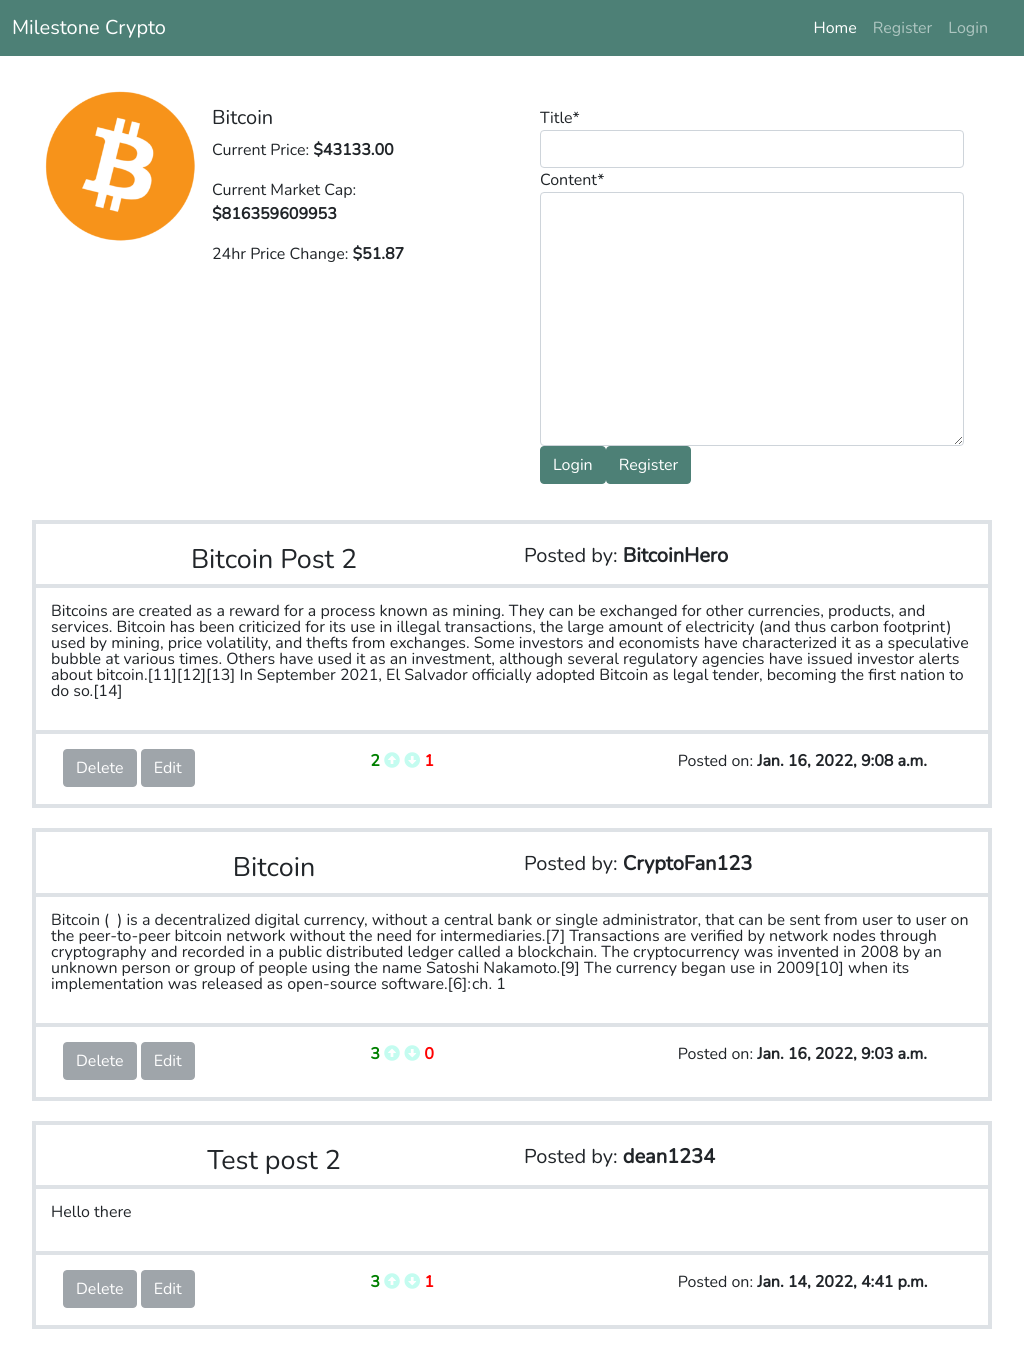 Milestone Crypto
Home Register Login
Bitcoin
Current Price: $43133.00
Current Market Cap:
$816359609953
24hr Price Change: $51.87
Title*
Content*
Login Register
Bitcoin Post 2
Posted by: BitcoinHero
Bitcoins are created as a reward for a process known as mining. They can be exchanged for other currencies, products, and
services. Bitcoin has been criticized for its use in illegal transactions, the large amount of electricity (and thus carbon footprint)
used by mining, price volatility, and thefts from exchanges. Some investors and economists have characterized it as a speculative
bubble at various times. Others have used it as an investment, although several regulatory agencies have issued investor alerts
about bitcoin.[11][12][13] In September 2021, El Salvador officially adopted Bitcoin as legal tender, becoming the first nation to
do so.[14]
Delete Edit
2 1
Posted on: Jan. 16, 2022, 9:08 a.m.
Bitcoin
Posted by: CryptoFan123
Bitcoin (  ) is a decentralized digital currency, without a central bank or single administrator, that can be sent from user to user on
the peer-to-peer bitcoin network without the need for intermediaries.[7] Transactions are verified by network nodes through
cryptography and recorded in a public distributed ledger called a blockchain. The cryptocurrency was invented in 2008 by an
unknown person or group of people using the name Satoshi Nakamoto.[9] The currency began use in 2009[10] when its
implementation was released as open-source software.[6]:ch. 1
Delete Edit
3 0
Posted on: Jan. 16, 2022, 9:03 a.m.
Test post 2
Posted by: dean1234
Hello there
Delete Edit
3 1
Posted on: Jan. 14, 2022, 4:41 p.m.